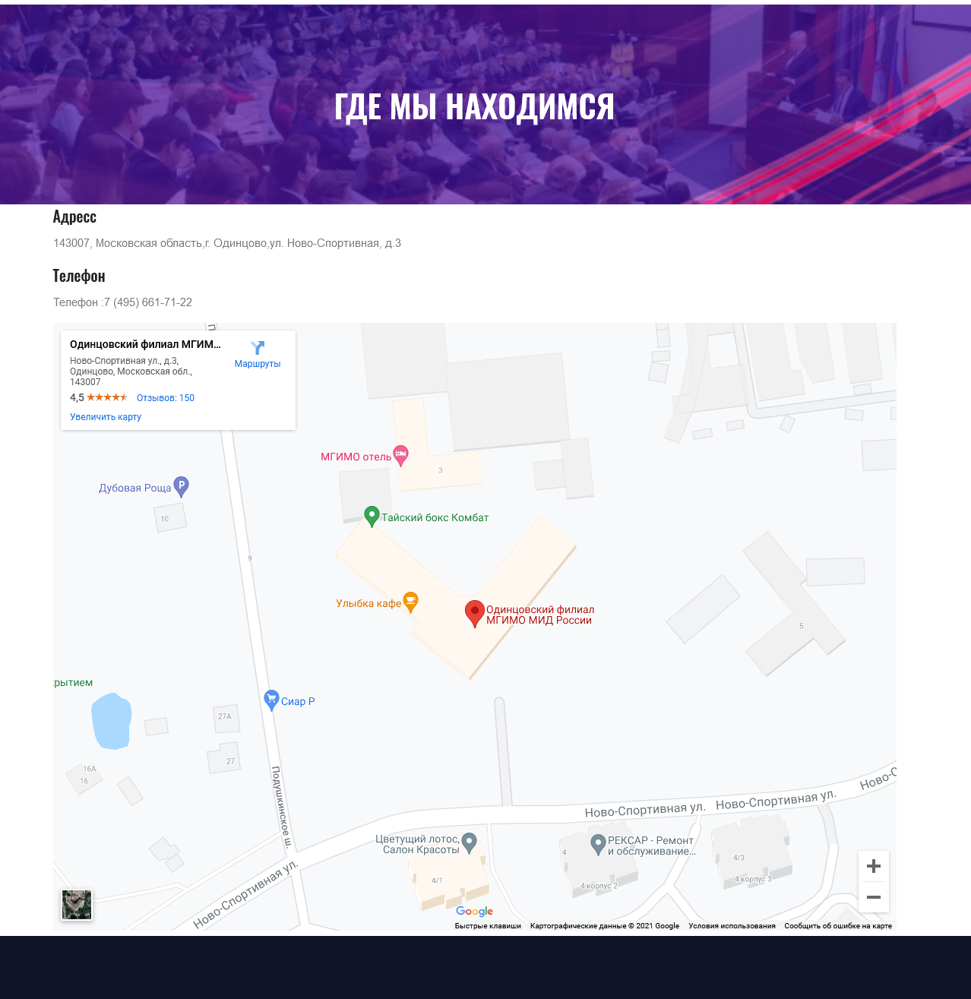 ГДЕ МЫ НАХОДИМСЯ
Адресс
143007, Московская область,г. Одинцово,ул. Ново-Спортивная, д.3
Телефон
Телефон :7 (495) 661-71-22
Одинцовский филиал МГИМ...
Ново-Спортивная ул., д.3,
Одинцово, Московская обл.,
143007
Маршруты
4,5
Отзывов: 150
Увеличить карту
МГИМО отель
3
Дубовая Роща
P
10
Тайский бокс Комбат
9
Улыбка кафе
Одинцовский филиал
МГИМО МИД России
5
крытием
Сиар Р
27А
27
16А
16
Подушкинское ш.
Ново-Спортивная ул.
Ново-Спортивная ул.
Ново-С
Цветущий лотос,
Салон Красоты
РЕКСАР - Ремонт
и обслуживание...
4
4/3
4/1
4 корпус 2
4 корпус 3
Ново-Спортивная ул.
Google
Быстрые клавиши
Картографические данные © 2021 Google
Условия использования
Сообщить об ошибке на карте